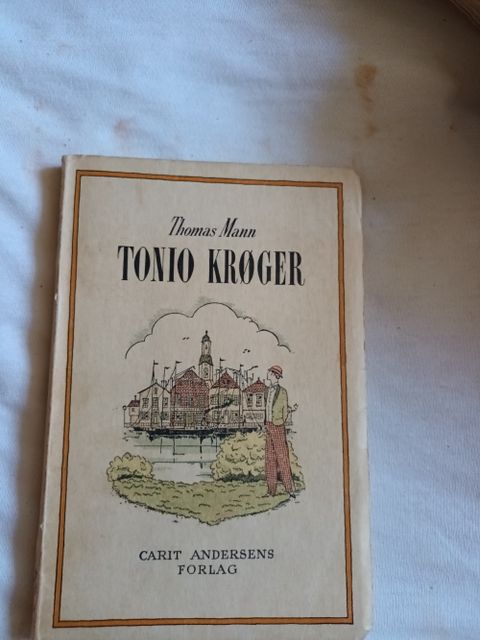 Thomas Mann
TONIO KRØGER
CARIT ANDERSENS
FORLAG